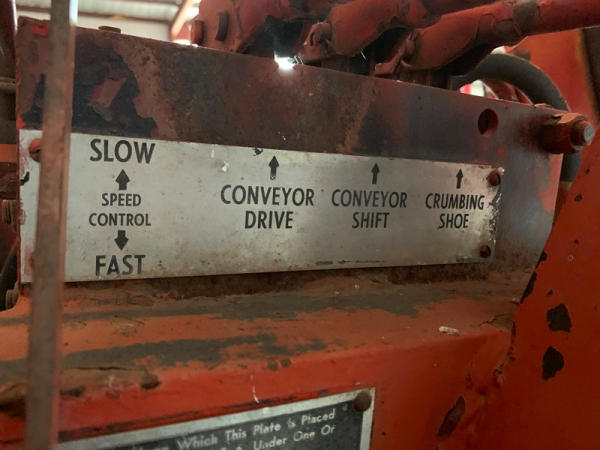 SLOW
SPEED
CONTROL
FAST
CONVEYOR
DRIVE
CONVEYOR
SHIFT
CRUMBING
SHOE
Which This Plate is Placed
Under One Or